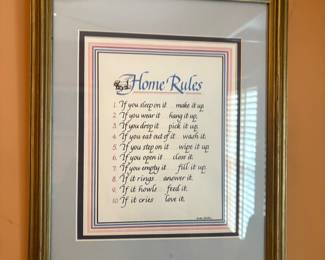 Home Rules
1. If you sleep on it... make it up.
2. If you wear it... hang it up.
3. If you drop it... pick it up.
4. If you eat out of it... wash it.
5. If you step on it... wipe it up.
6. If you open it... close it.
7. If you empty it... fill it up.
8. If it rings... answer it.
9. If it howls... feed it.
10. If it cries... love it.